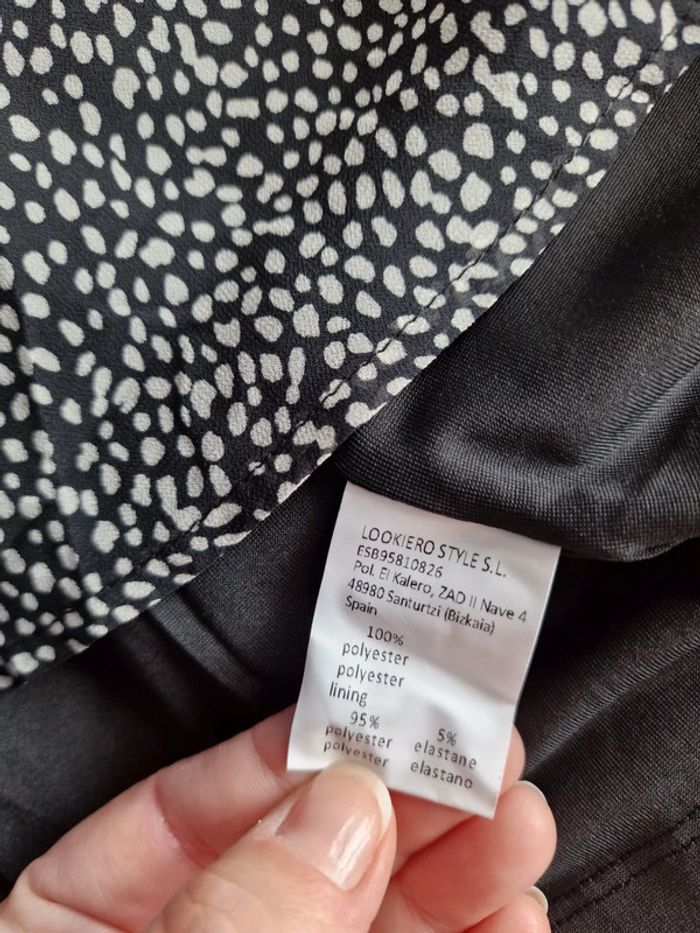 LOOKIERO STYLE S.L.
ESB95810826
Pol. El Kalero, ZAD II Nave 4
48980 Santurtzi (Bizkaia)
Spain
100%
polyester
polyester
lining
95% 5%
polyester elastane
polyester elastano